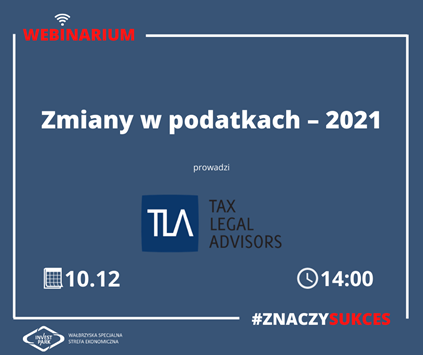 WEBINARIUM
Zmiany w podatkach – 2021
prowadzi
TLA
TAX
LEGAL
ADVISORS
10.12
14:00
#ZNACZYSUKCES
INVEST
PARK
WAŁBRZYSKA SPECJALNA
STREFA EKONOMICZNA